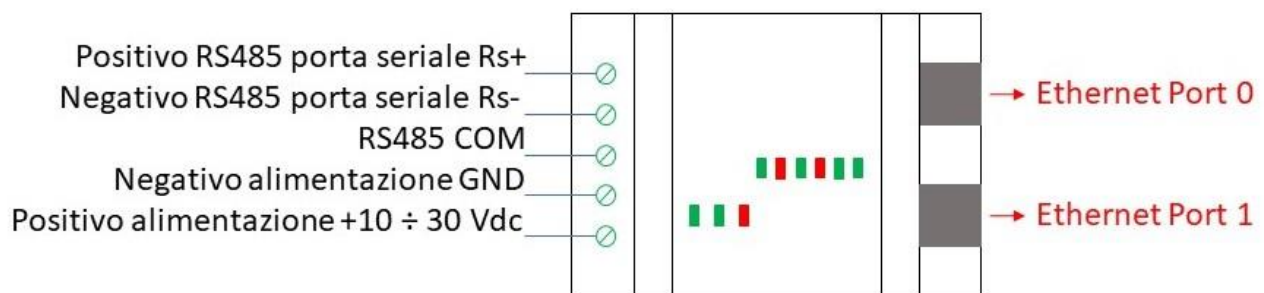 Positivo RS485 porta seriale Rs+
Negativo RS485 porta seriale Rs-
RS485 COM
Negativo alimentazione GND
Positivo alimentazione +10 ÷ 30 Vdc
Ethernet Port 0
Ethernet Port 1